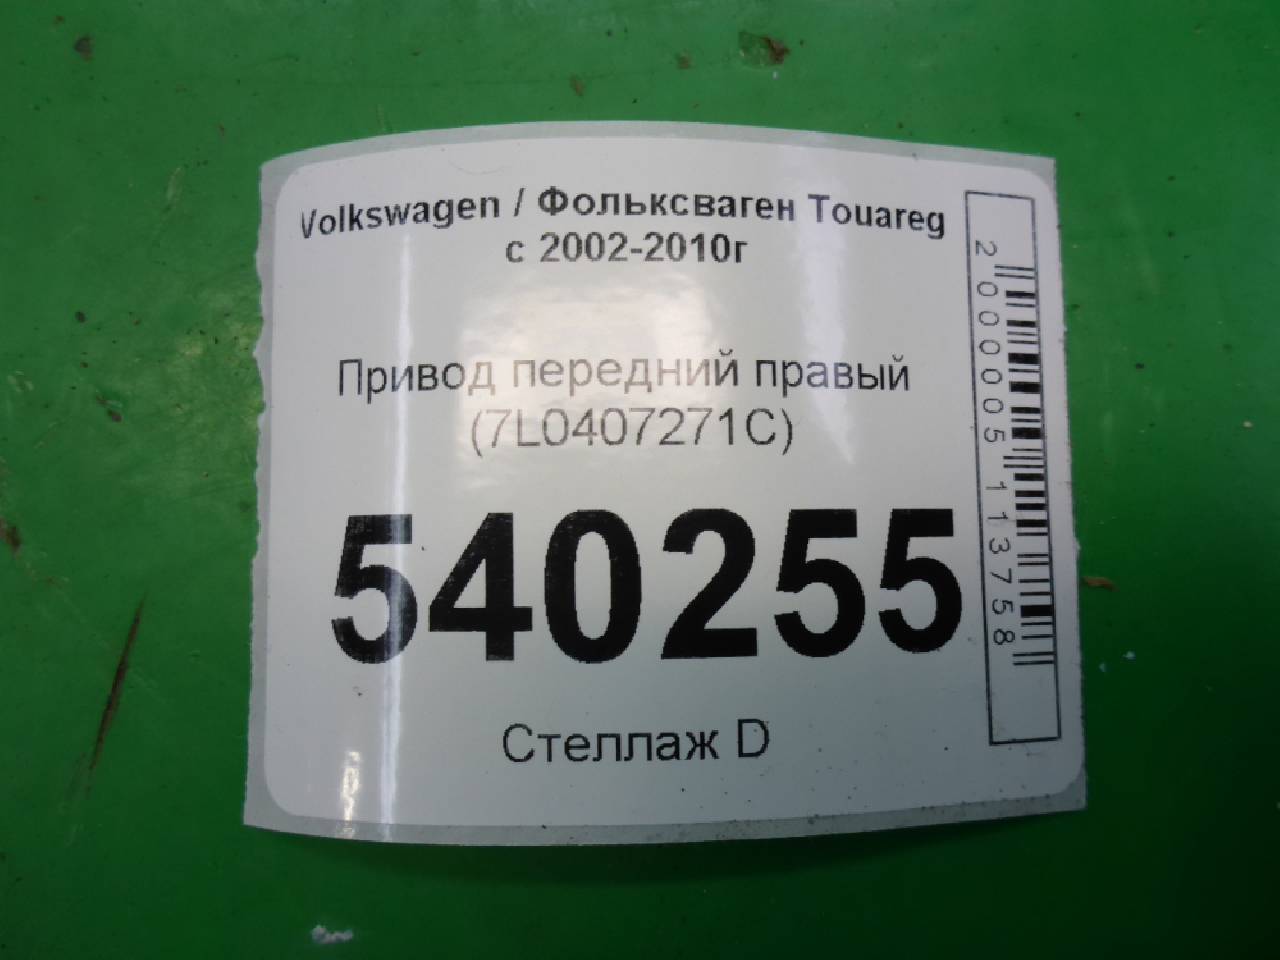 Volkswagen / Фольксваген Touareg
с 2002-2010г
Привод передний правый
(7L0407271C)
540255
Стеллаж D
2000005113758